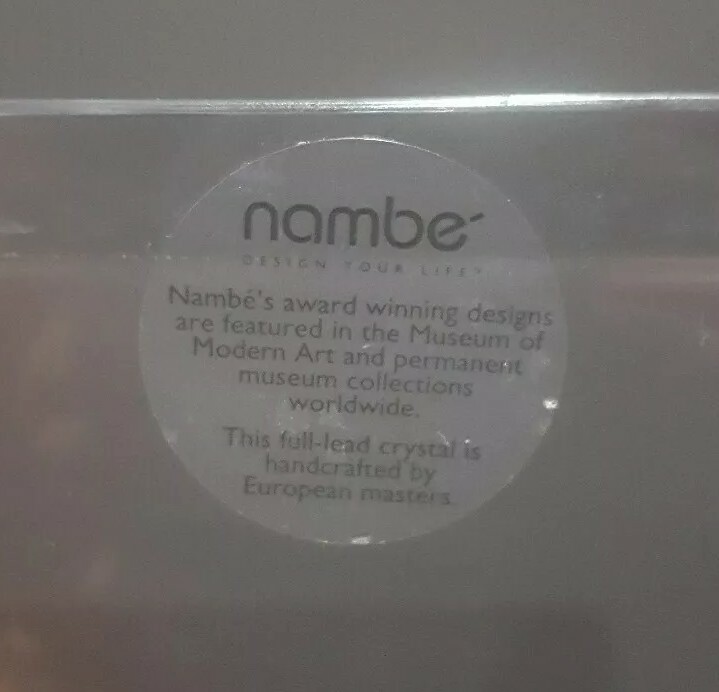 nambé
DESIGN YOUR LIFE
Nambé's award winning designs
are featured in the Museum of
Modern Art and permanent
museum collections
worldwide.
This full-lead crystal is
handcrafted by
European masters.